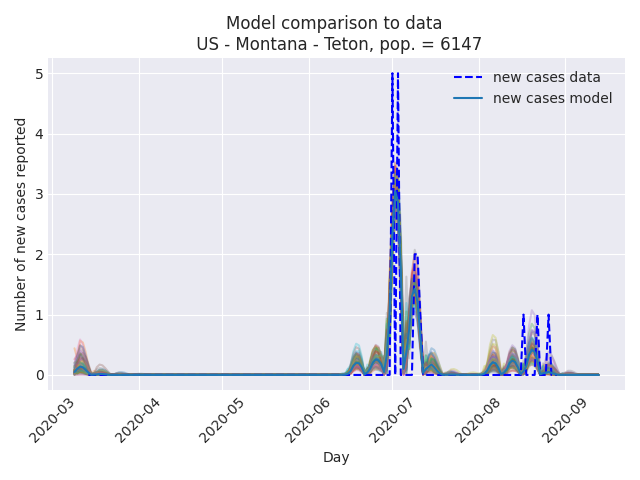 Model comparison to data
US - Montana - Teton, pop. = 6147
new cases data
new cases model
Number of new cases reported
5
4
3
2
1
0
2020-03
2020-04
2020-05
2020-06
2020-07
2020-08
2020-09
Day